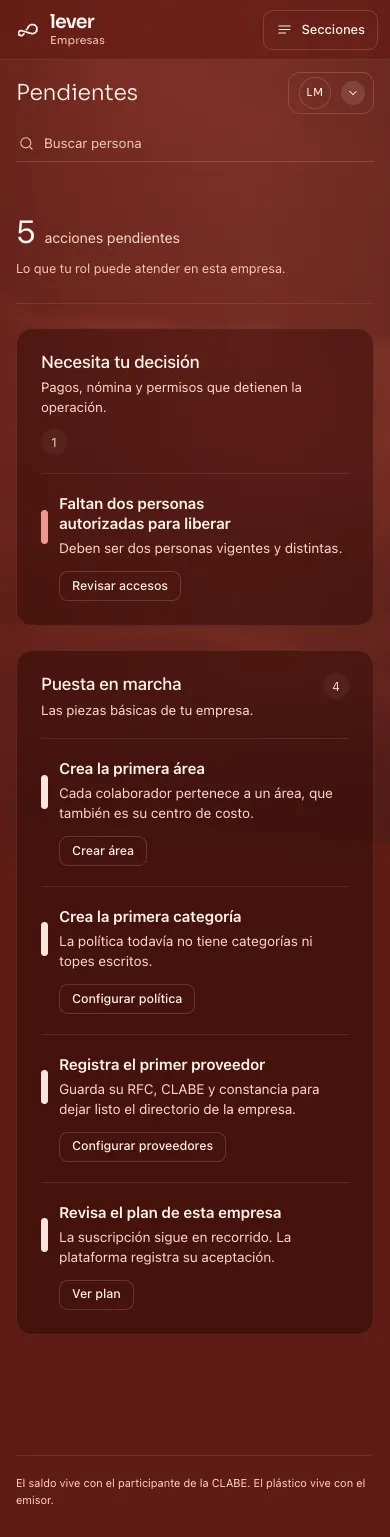 lever
Empresas
Secciones
Pendientes
LM
Buscar persona
5 acciones pendientes
Lo que tu rol puede atender en esta empresa.
Necesita tu decisión
Pagos, nómina y permisos que detienen la
operación.
1
Faltan dos personas
autorizadas para liberar
Deben ser dos personas vigentes y distintas.
Revisar accesos
Puesta en marcha
4
Las piezas básicas de tu empresa.
Crea la primera área
Cada colaborador pertenece a un área, que
también es su centro de costo.
Crear área
Crea la primera categoría
La política todavía no tiene categorías ni
topes escritos.
Configurar política
Registra el primer proveedor
Guarda su RFC, CLABE y constancia para
dejar listo el directorio de la empresa.
Configurar proveedores
Revisa el plan de esta empresa
La suscripción sigue en recorrido. La
plataforma registra su aceptación.
Ver plan
El saldo vive con el participante de la CLABE. El plástico vive con el
emisor.